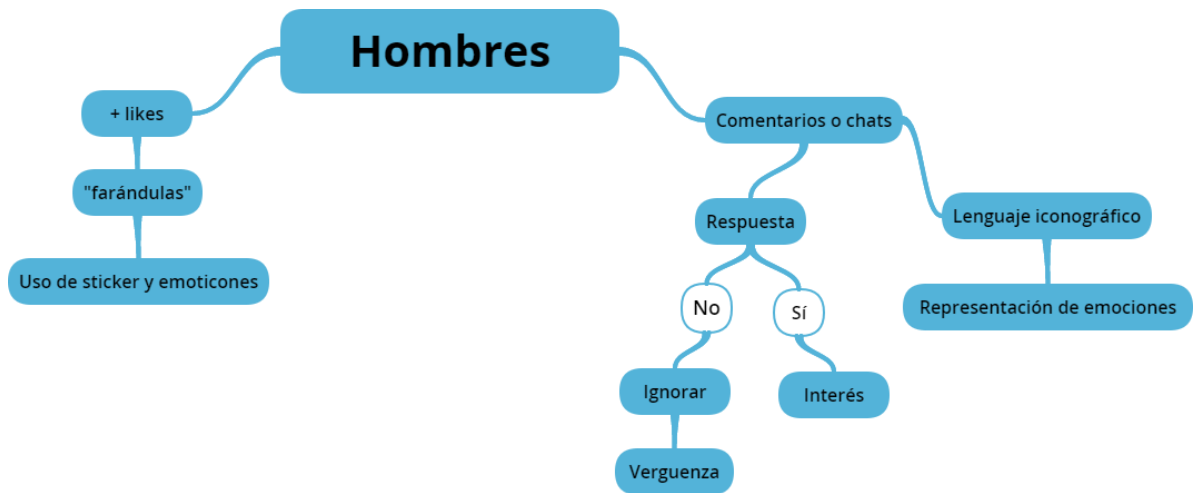 Hombres
+ likes
Comentarios o chats
"farándulas"
Respuesta
Lenguaje iconográfico
Uso de sticker y emoticones
No
Sí
Representación de emociones
Ignorar
Interés
Verguenza